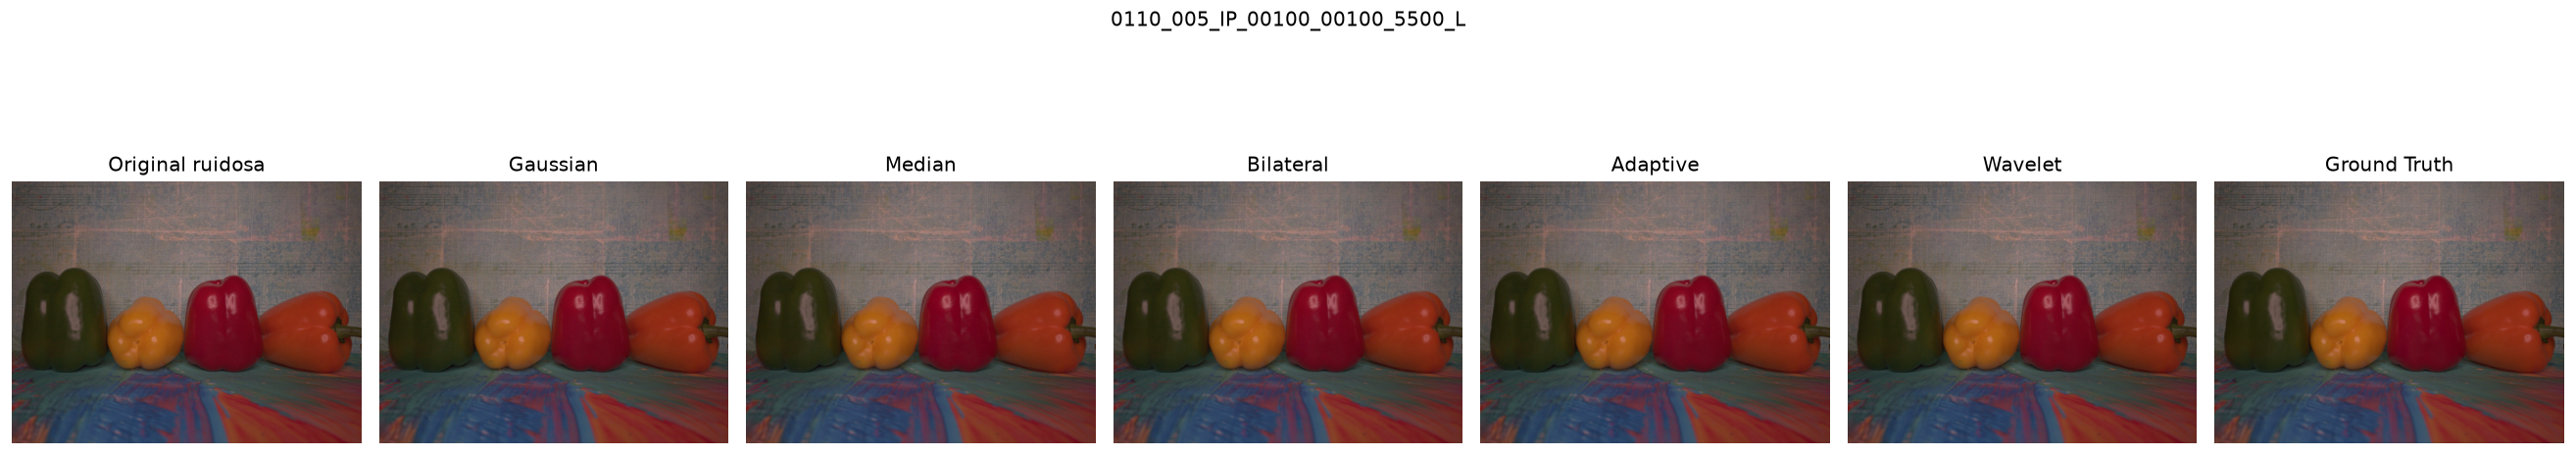 0110_005_IP_00100_00100_5500_L
Original ruidosa
Gaussian
Median
Bilateral
Adaptive
Wavelet
Ground Truth